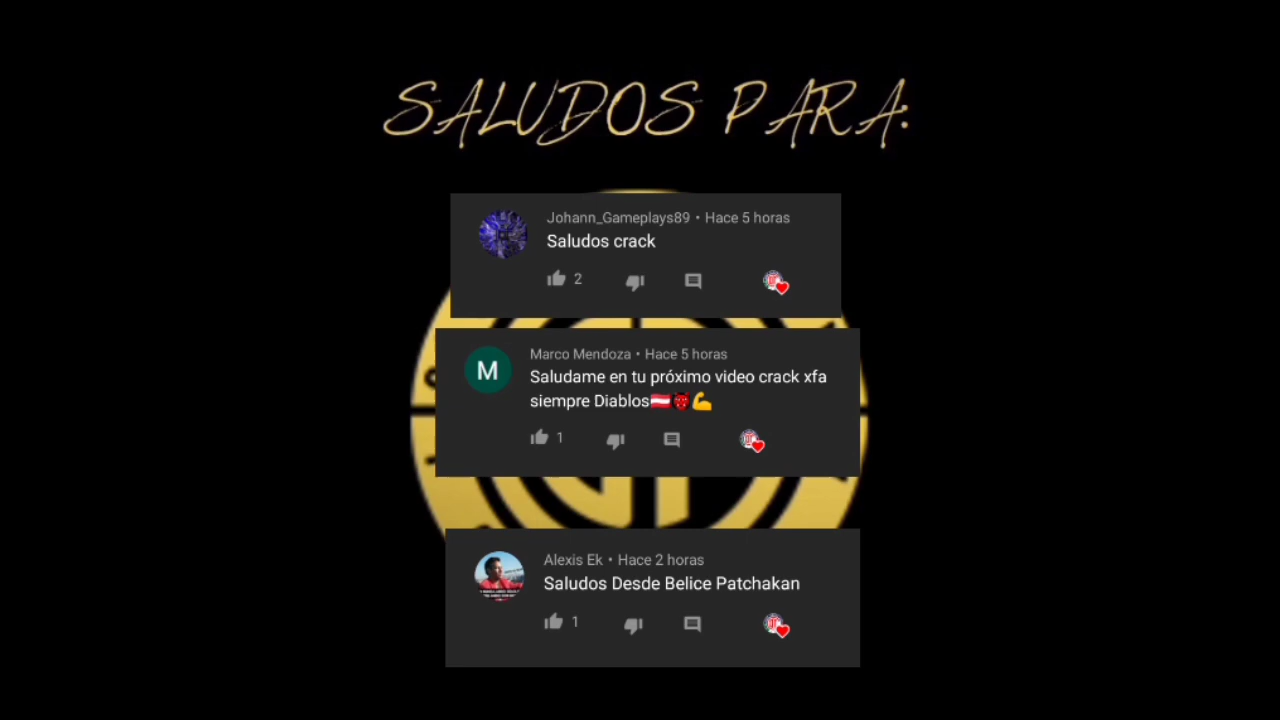 SALUDOS PARA:
Johann_Gameplays89 • Hace 5 horas
Saludos crack
2
M
Marco Mendoza • Hace 5 horas
Saludame en tu próximo video crack xfa
siempre Diablos🇦🇹👹💪
1
Alexis Ek • Hace 2 horas
Saludos Desde Belice Patchakan
1